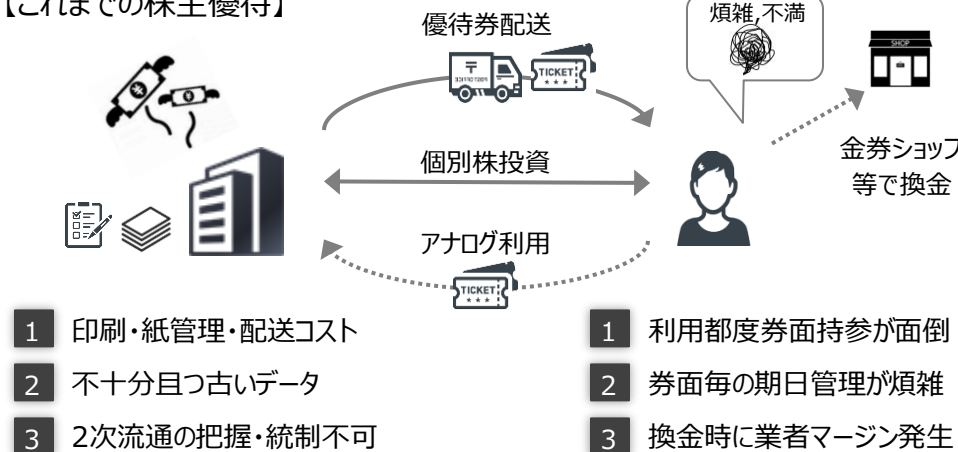 【これまでの株主優待】
優待券配送
煩雑,不満
TICKET
SHOP
個別株投資
金券ショップ
等で換金
アナログ利用
TICKET
1 印刷・紙管理・配送コスト
2 不十分且つ古いデータ
3 2次流通の把握・統制不可
1 利用都度券面持参が面倒
2 券面毎の期日管理が煩雑
3 換金時に業者マージン発生